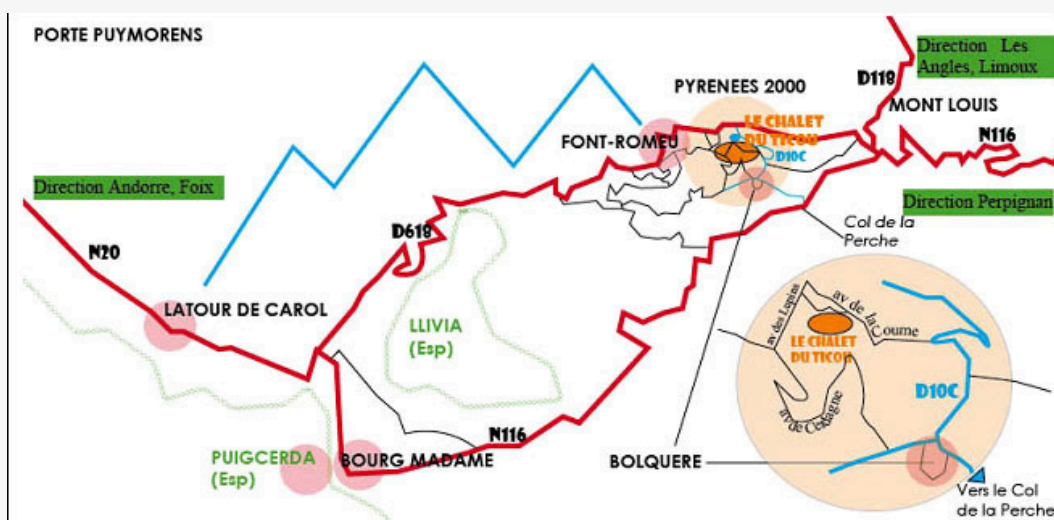 PORTE PUYMORENS
Direction Les
Angles, Limoux
D118
PYRENEES 2000
MONT LOUIS
LE CHALET
DU TICOU
FONT-ROMEU
N116
D10C
Direction Andorre, Foix
Direction Perpignan
Col de la
Perche
D618
N20
LATOUR DE CAROL
LLIVIA
(Esp)
av des Lupins
av de la Coume
LE CHALET
DU TICOU
D10C
av de Cerdagne
N116
PUIGCERDA
(Esp)
BOURG MADAME
BOLQUERE
Vers le Col
de la Perche